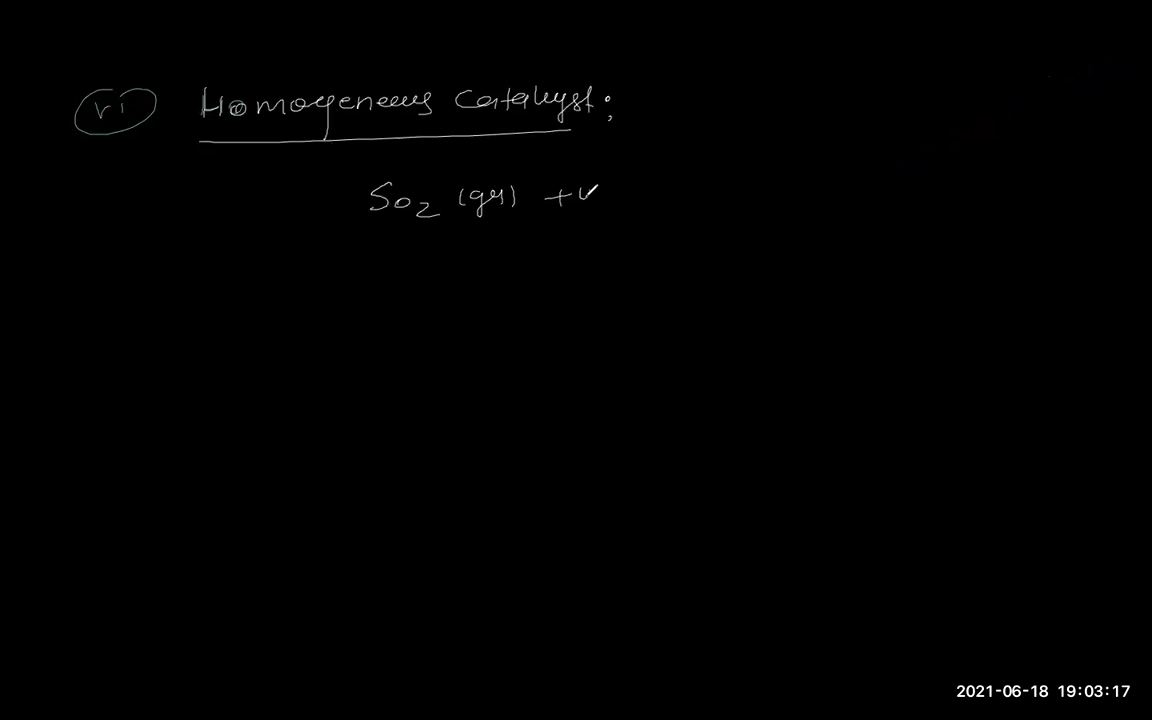 vi Homogeneous Catalyst:
SO2 (g) +
2021-06-18 19:03:17